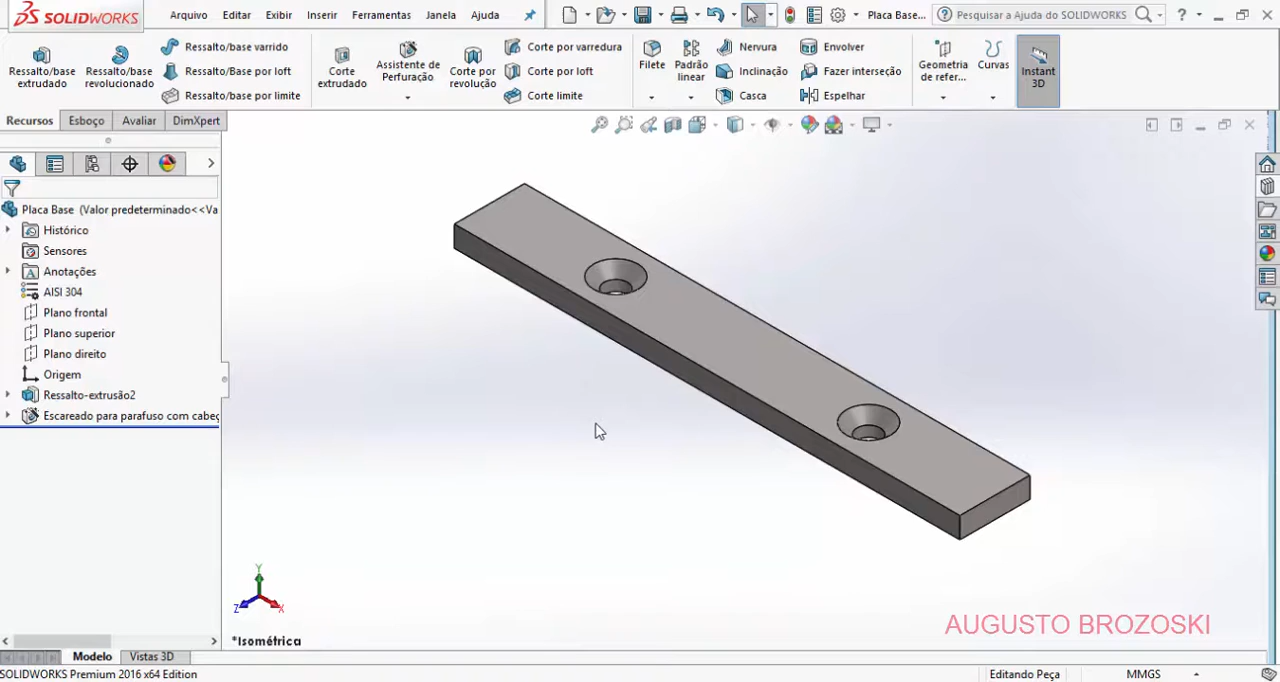 SOLIDWORKS
Arquivo Editar Exibir Inserir Ferramentas Janela Ajuda
Placa Base...
Pesquisar a Ajuda do SOLIDWORKS
Ressalto/base extrudado
Ressalto/base revolucionado
Ressalto/base varrido
Ressalto/base por loft
Ressalto/base por limite
Corte extrudado
Assistente de Perfuração
Corte por revolução
Corte por varredura
Corte por loft
Corte limite
Filete
Padrão linear
Nervura
Inclinação
Casca
Envolver
Fazer interseção
Espelhar
Geometria de refer...
Curvas
Instant 3D
Recursos Esboço Avaliar DimXpert
Placa Base (Valor predeterminado<<Va
Histórico
Sensores
Anotações
AISI 304
Plano frontal
Plano superior
Plano direito
Origem
Ressalto-extrusão2
Escareado para parafuso com cabeç
Y
Z
X
*Isométrica
AUGUSTO BROZOSKI
Modelo Vistas 3D
SOLIDWORKS Premium 2016 x64 Edition
Editando Peça
MMGS